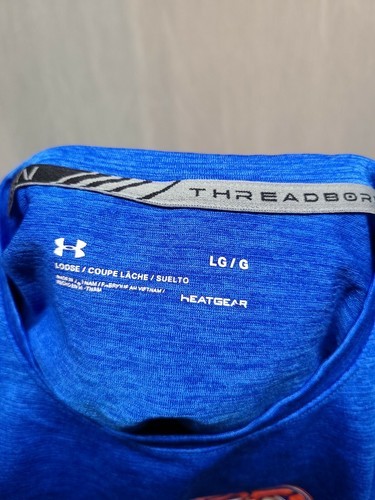 THREADBOR
LG / G
LOOSE / COUPE LÂCHE / SUELTO
HEATGEAR